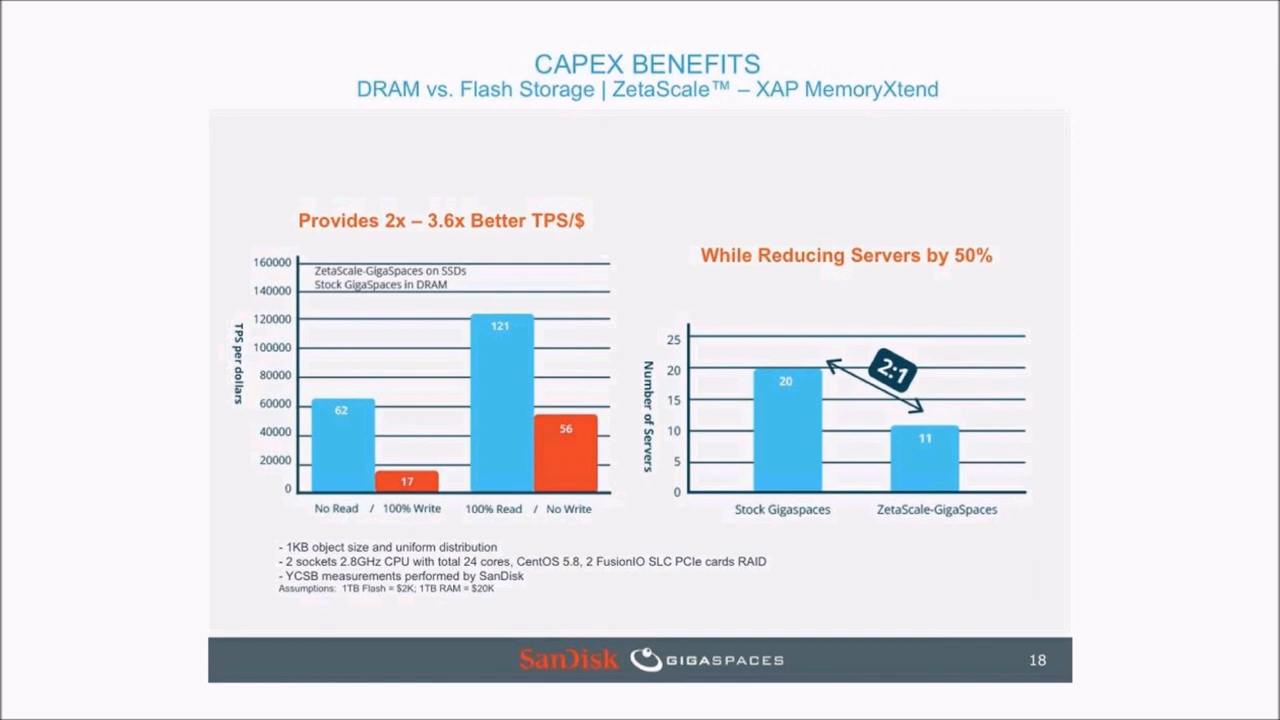 CAPEX BENEFITS
DRAM vs. Flash Storage | ZetaScale™ – XAP MemoryXtend
Provides 2x – 3.6x Better TPS/$
TPS per dollars
160000
140000
120000
100000
80000
60000
40000
20000
0
ZetaScale-GigaSpaces on SSDs
Stock GigaSpaces in DRAM
62
17
121
56
No Read / 100% Write
100% Read / No Write
While Reducing Servers by 50%
Number of Servers
25
20
15
10
5
0
20
2:1
11
Stock Gigaspaces
ZetaScale-GigaSpaces
- 1KB object size and uniform distribution
- 2 sockets 2.8GHz CPU with total 24 cores, CentOS 5.8, 2 FusionIO SLC PCIe cards RAID
- YCSB measurements performed by SanDisk
Assumptions: 1TB Flash = $2K; 1TB RAM = $20K
SanDisk GIGASPACES
18